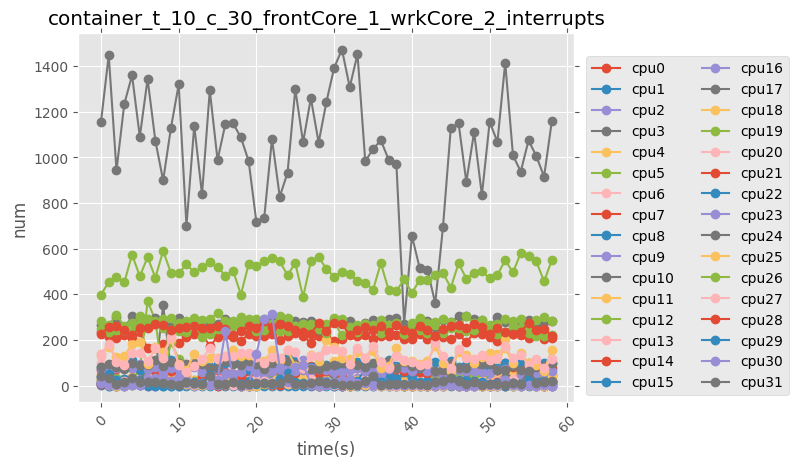 container_t_10_c_30_frontCore_1_wrkCore_2_interrupts
num
1400
1200
1000
800
600
400
200
0
0
10
20
30
40
50
60
time(s)
cpu0
cpu1
cpu2
cpu3
cpu4
cpu5
cpu6
cpu7
cpu8
cpu9
cpu10
cpu11
cpu12
cpu13
cpu14
cpu15
cpu16
cpu17
cpu18
cpu19
cpu20
cpu21
cpu22
cpu23
cpu24
cpu25
cpu26
cpu27
cpu28
cpu29
cpu30
cpu31